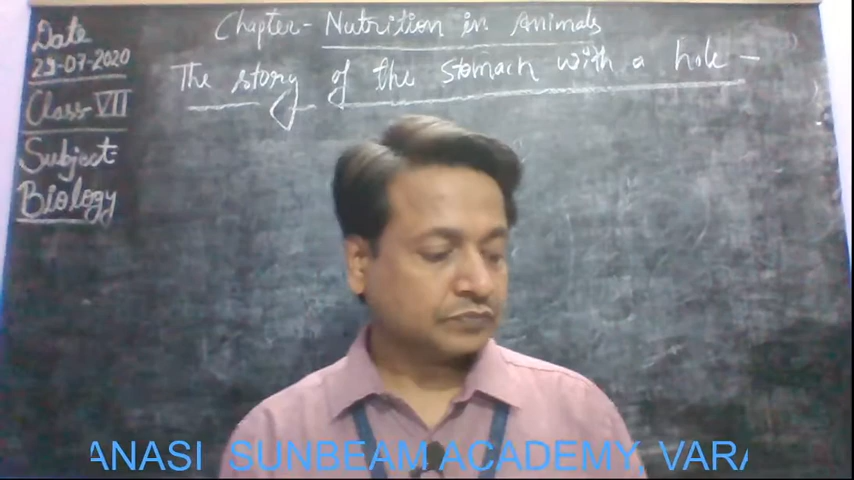 Date
29-07-2020
Class-VII
Subject-
Biology
Chapter- Nutrition in Animals
The story of the stomach with a hole -
ANASI SUNBEAM ACADEMY, VARA